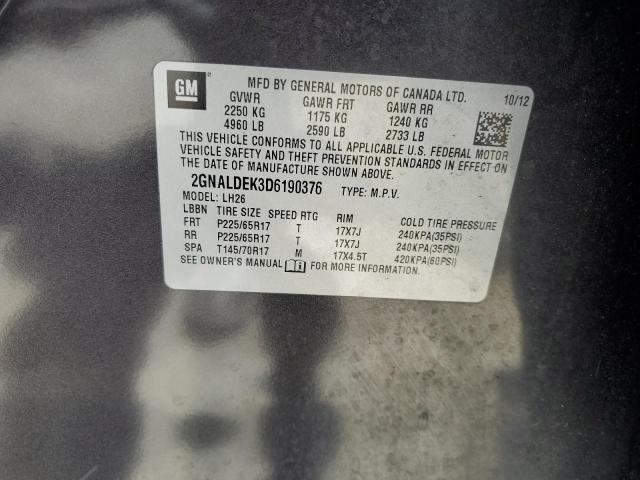 GM
MFD BY GENERAL MOTORS OF CANADA LTD. 10/12
GVWR GAWR FRT GAWR RR
2250 KG 1175 KG 1240 KG
4960 LB 2590 LB 2733 LB
THIS VEHICLE CONFORMS TO ALL APPLICABLE U.S. FEDERAL MOTOR
VEHICLE SAFETY AND THEFT PREVENTION STANDARDS IN EFFECT ON
THE DATE OF MANUFACTURE SHOWN ABOVE.
2GNALDEK3D6190376 TYPE: M.P.V.
MODEL: LH26
LBBN TIRE SIZE SPEED RTG RIM COLD TIRE PRESSURE
FRT P225/65R17 T 17X7J 240KPA(35PSI)
RR P225/65R17 T 17X7J 240KPA(35PSI)
SPA T145/70R17 M 17X4.5T 420KPA(60PSI)
SEE OWNER'S MANUAL FOR MORE INFORMATION.